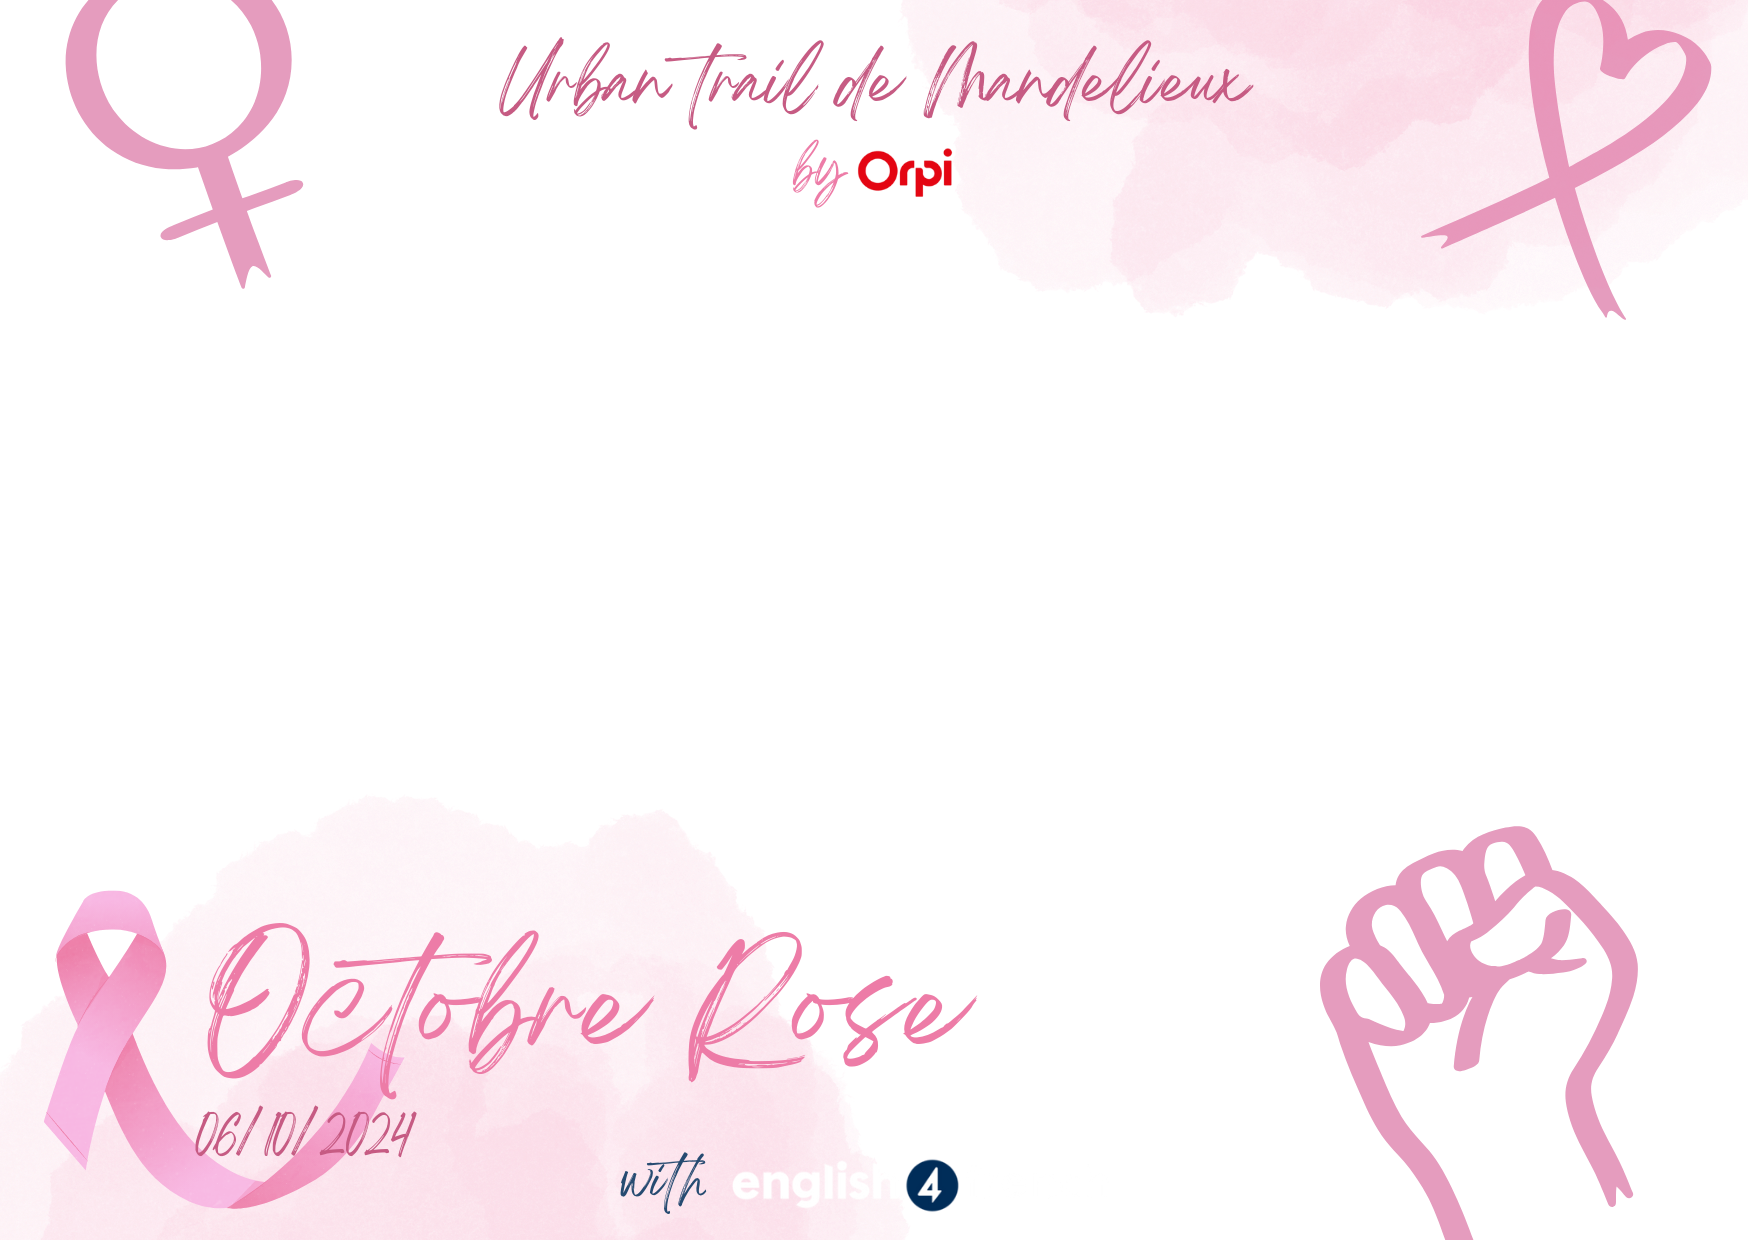 Urban Trail de Mandelieux
by Orpi
Octobre Rose
06/10/2024
with english 4